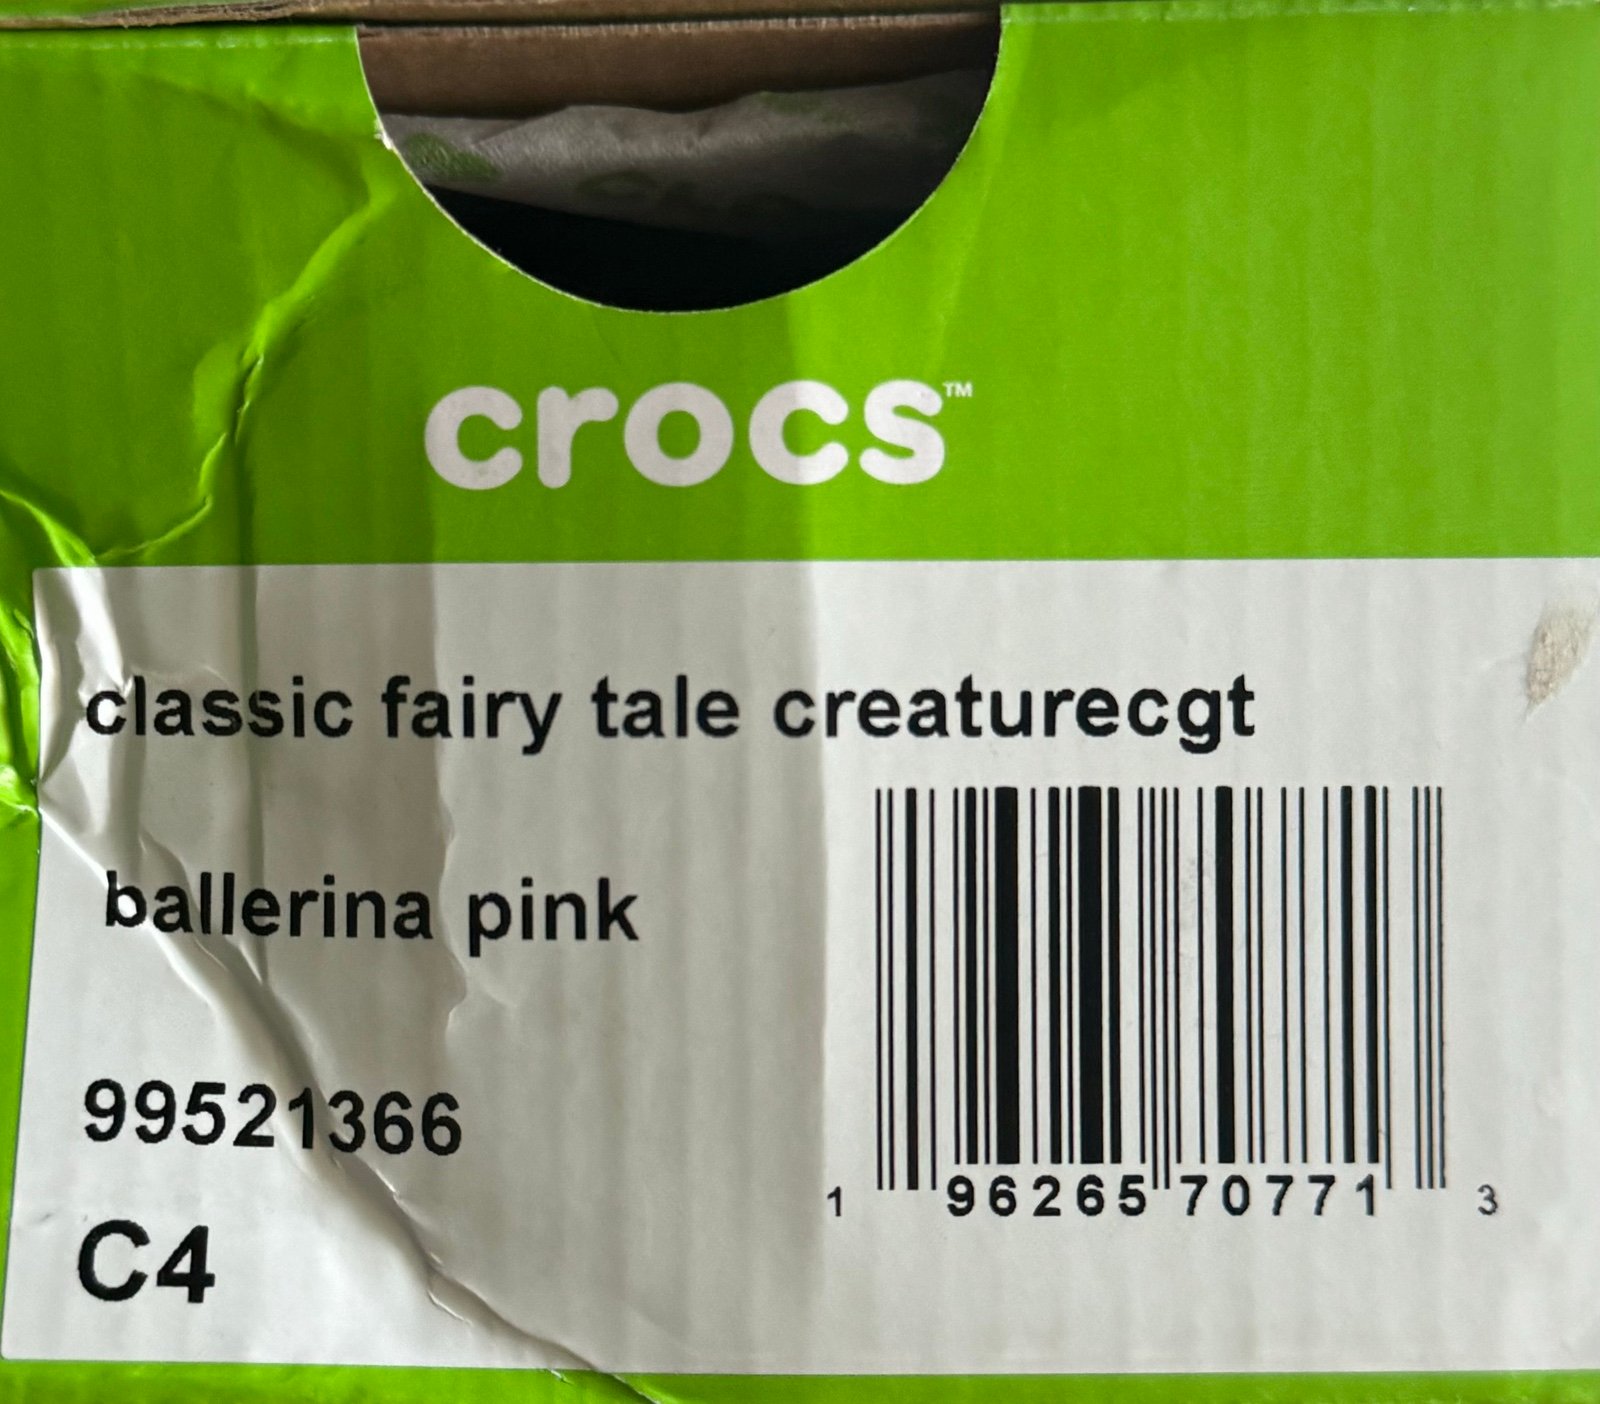 crocs™
classic fairy tale creaturecgt
ballerina pink
99521366
1 96265 70771 3
C4